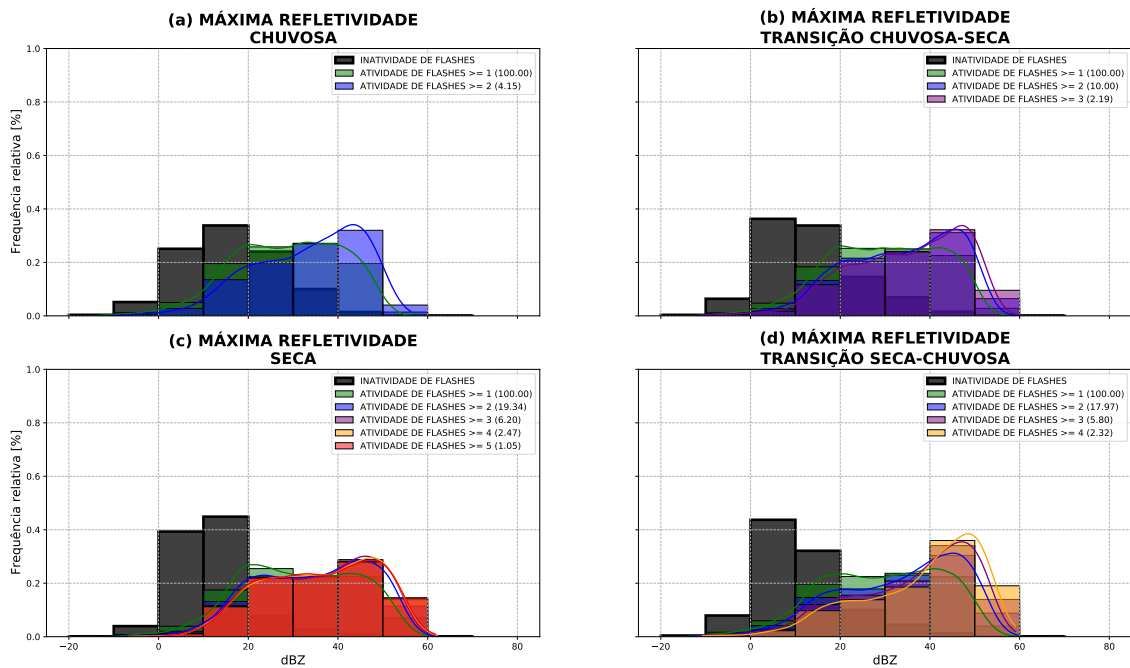 (a) MÁXIMA REFLETIVIDADE
CHUVOSA
1.0
0.8
0.6
0.4
0.2
0.0
Frequência relativa [%]
INATIVIDADE DE FLASHES
ATIVIDADE DE FLASHES >= 1 (100.00)
ATIVIDADE DE FLASHES >= 2 (4.15)
(b) MÁXIMA REFLETIVIDADE
TRANSIÇÃO CHUVOSA-SECA
INATIVIDADE DE FLASHES
ATIVIDADE DE FLASHES >= 1 (100.00)
ATIVIDADE DE FLASHES >= 2 (10.00)
ATIVIDADE DE FLASHES >= 3 (2.19)
(c) MÁXIMA REFLETIVIDADE
SECA
1.0
0.8
0.6
0.4
0.2
0.0
Frequência relativa [%]
INATIVIDADE DE FLASHES
ATIVIDADE DE FLASHES >= 1 (100.00)
ATIVIDADE DE FLASHES >= 2 (19.34)
ATIVIDADE DE FLASHES >= 3 (6.20)
ATIVIDADE DE FLASHES >= 4 (2.47)
ATIVIDADE DE FLASHES >= 5 (1.05)
−20 0 20 40 60 80
dBZ
(d) MÁXIMA REFLETIVIDADE
TRANSIÇÃO SECA-CHUVOSA
INATIVIDADE DE FLASHES
ATIVIDADE DE FLASHES >= 1 (100.00)
ATIVIDADE DE FLASHES >= 2 (17.97)
ATIVIDADE DE FLASHES >= 3 (5.80)
ATIVIDADE DE FLASHES >= 4 (2.32)
−20 0 20 40 60 80
dBZ